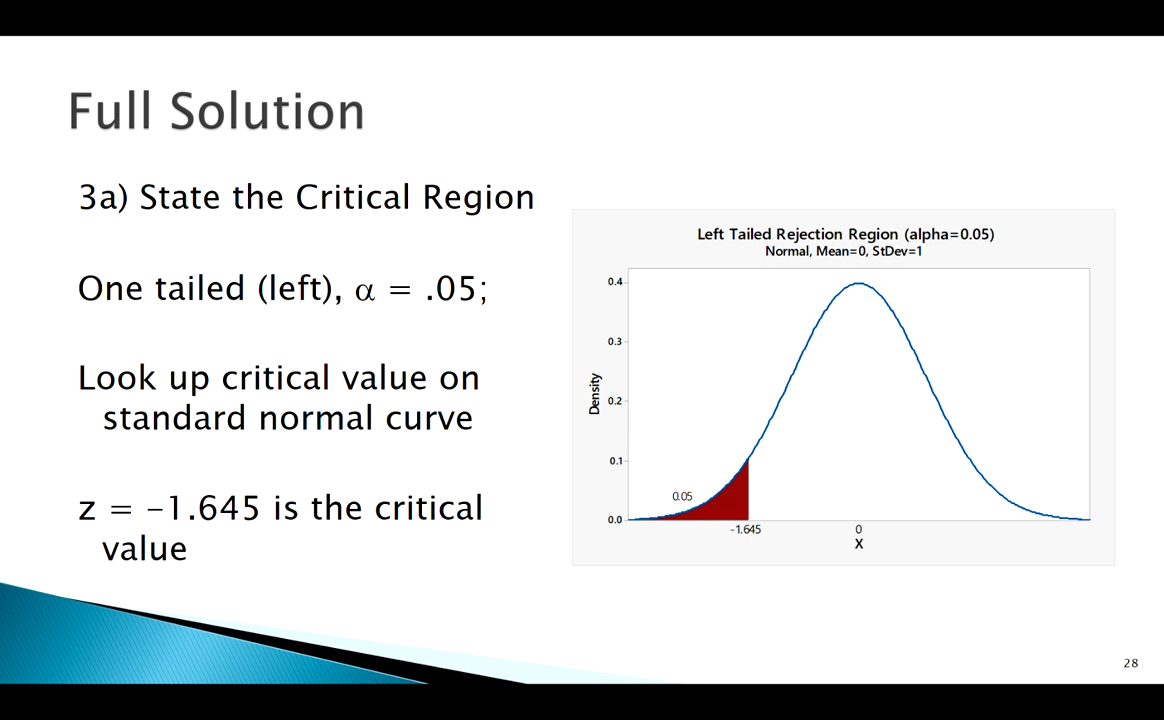 Full Solution
3a) State the Critical Region
One tailed (left), α = .05;
Look up critical value on
standard normal curve
z = -1.645 is the critical
value
Left Tailed Rejection Region (alpha=0.05)
Normal, Mean=0, StDev=1
0.4
0.3
0.2
0.1
0.0
Density
0.05
-1.645
0
X
28